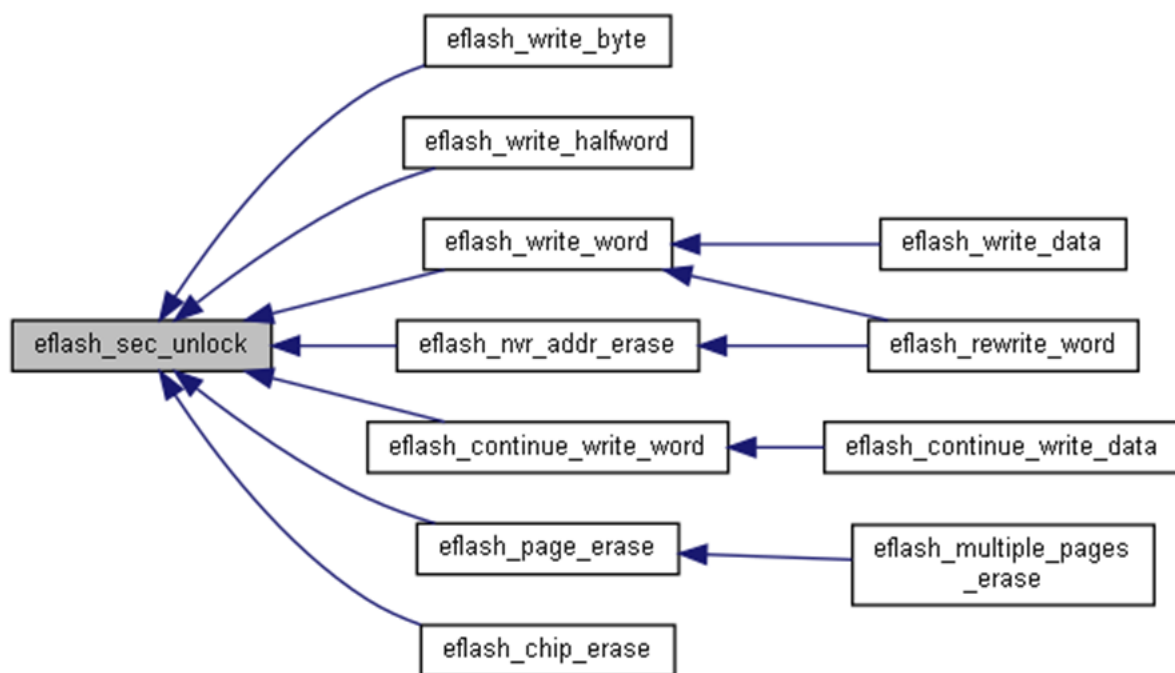 eflash_write_byte
eflash_write_halfword
eflash_write_word
eflash_write_data
eflash_sec_unlock
eflash_nvr_addr_erase
eflash_rewrite_word
eflash_continue_write_word
eflash_continue_write_data
eflash_page_erase
eflash_multiple_pages
_erase
eflash_chip_erase